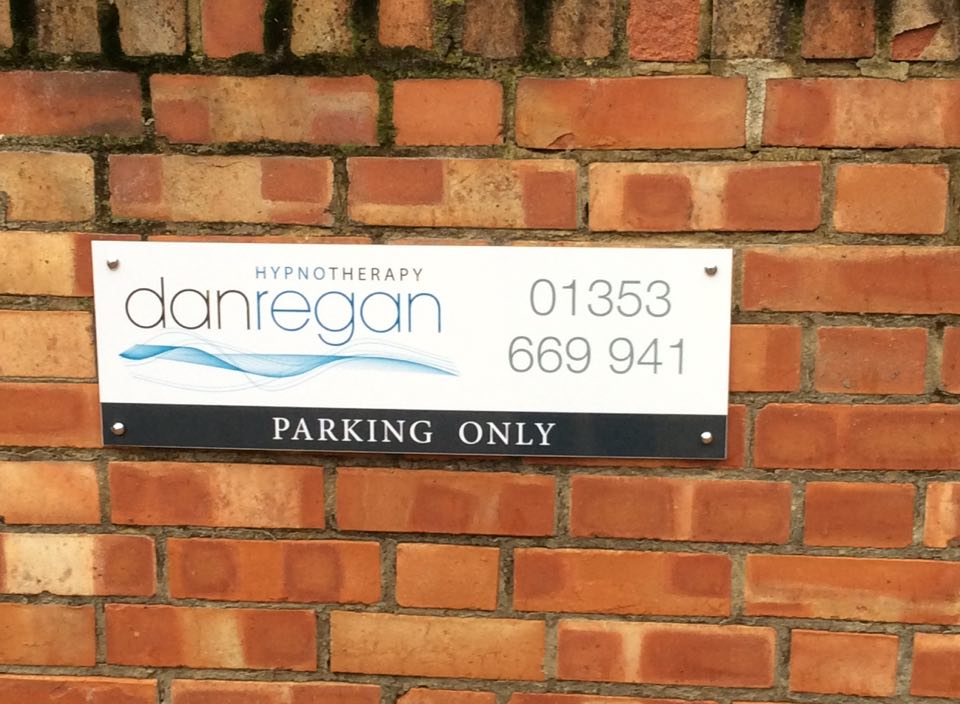 HYPNOTHERAPY
danregan
01353
669 941
PARKING ONLY